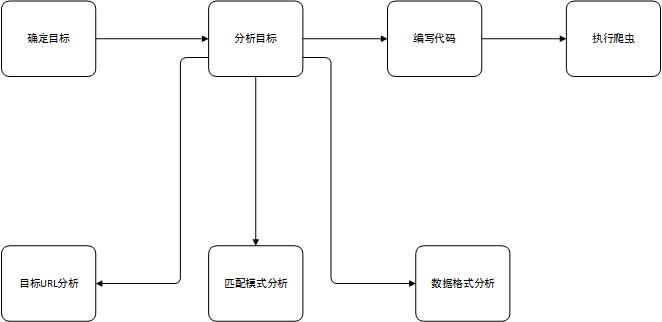 确定目标
分析目标
编写代码
执行爬虫
目标URL分析
匹配模式分析
数据格式分析